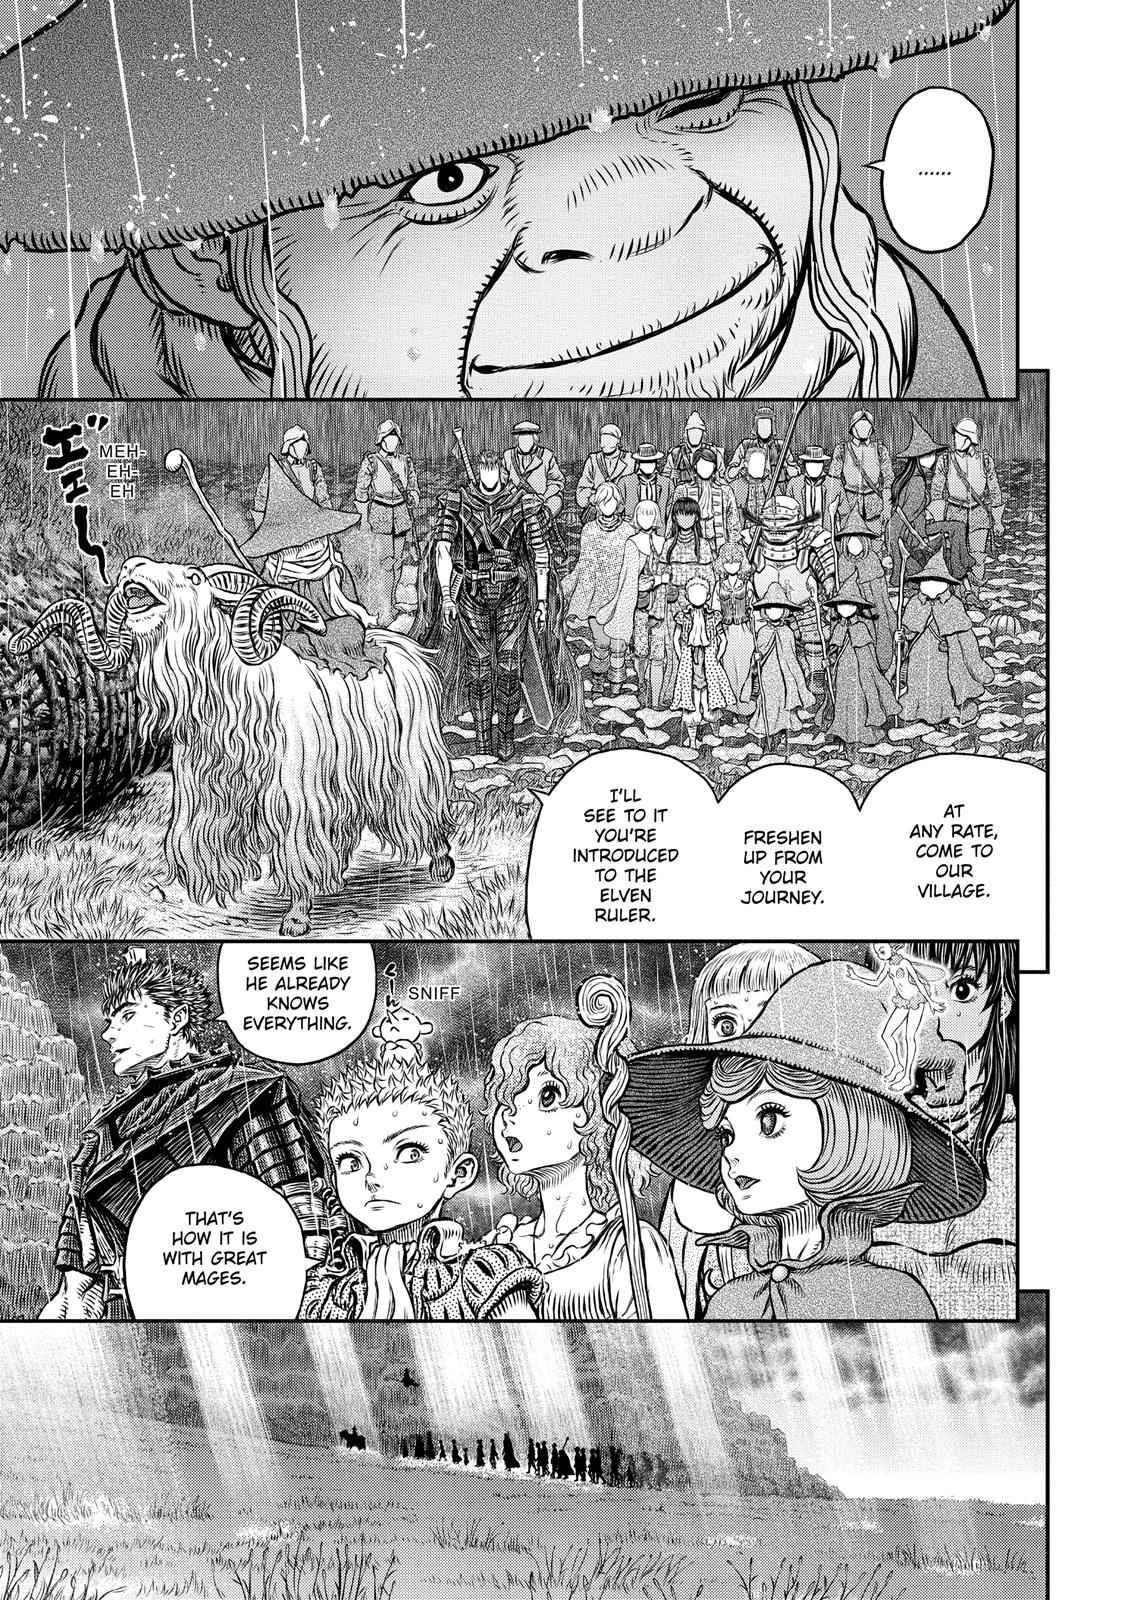 ......
エ゛
エ
ー
MEH-
EH-
EH
AT
ANY RATE,
COME TO
OUR
VILLAGE.
FRESHEN
UP FROM
YOUR
JOURNEY.
I'LL
SEE TO IT
YOU'RE
INTRODUCED
TO THE
ELVEN
RULER.
SNIFF
SEEMS LIKE
HE ALREADY
KNOWS
EVERYTHING.
THAT'S
HOW IT IS
WITH GREAT
MAGES.